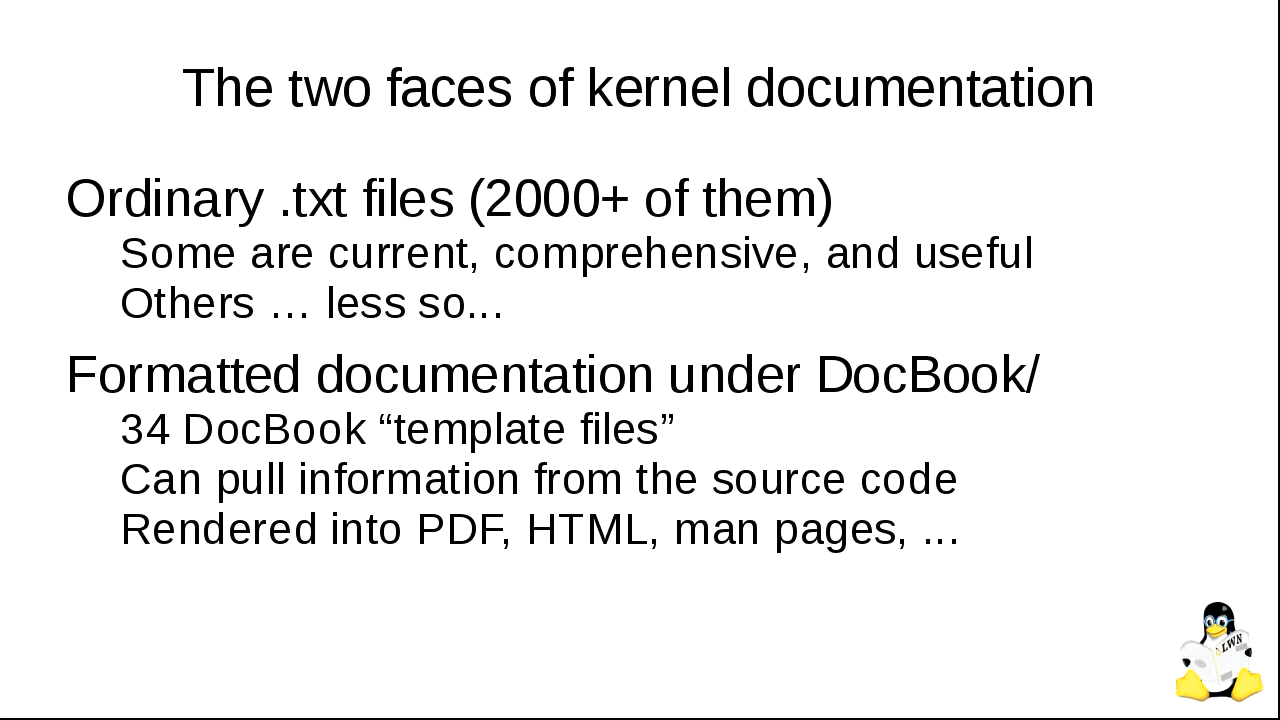 The two faces of kernel documentation
Ordinary .txt files (2000+ of them)
Some are current, comprehensive, and useful
Others … less so...
Formatted documentation under DocBook/
34 DocBook “template files”
Can pull information from the source code
Rendered into PDF, HTML, man pages, ...
LWN